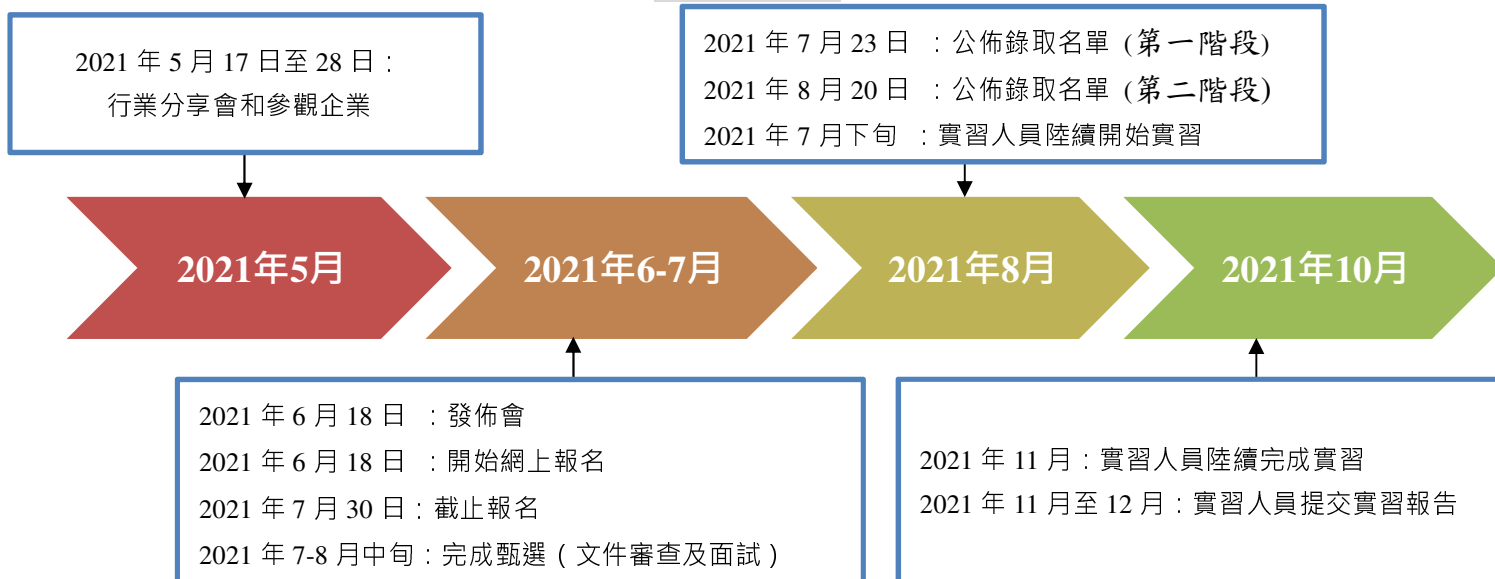 2021 年 5 月 17 日至 28 日：
行業分享會和參觀企業
2021 年 7 月 23 日 ：公佈錄取名單 (第一階段)
2021 年 8 月 20 日 ：公佈錄取名單 (第二階段)
2021 年 7 月下旬 ：實習人員陸續開始實習
2021年5月
2021年6-7月
2021年8月
2021年10月
2021 年 6 月 18 日 ：發佈會
2021 年 6 月 18 日 ：開始網上報名
2021 年 7 月 30 日：截止報名
2021 年 7-8 月中旬：完成甄選（文件審查及面試）
2021 年 11 月：實習人員陸續完成實習
2021 年 11 月至 12 月：實習人員提交實習報告